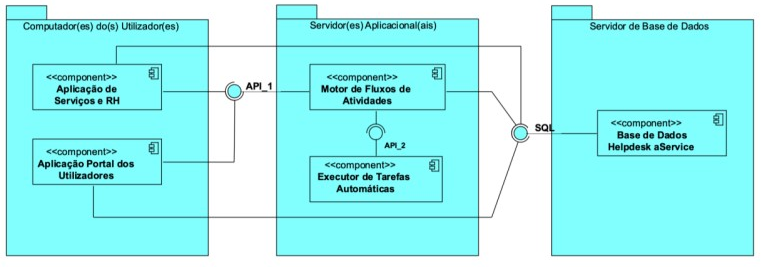 Computador(es) do(s) Utilizador(es)
<<component>>
Aplicação de
Serviços e RH
<<component>>
Aplicação Portal dos
Utilizadores
API_1
Servidor(es) Aplicacional(ais)
<<component>>
Motor de Fluxos de
Atividades
API_2
<<component>>
Executor de Tarefas
Automáticas
SQL
Servidor de Base de Dados
<<component>>
Base de Dados
Helpdesk aService